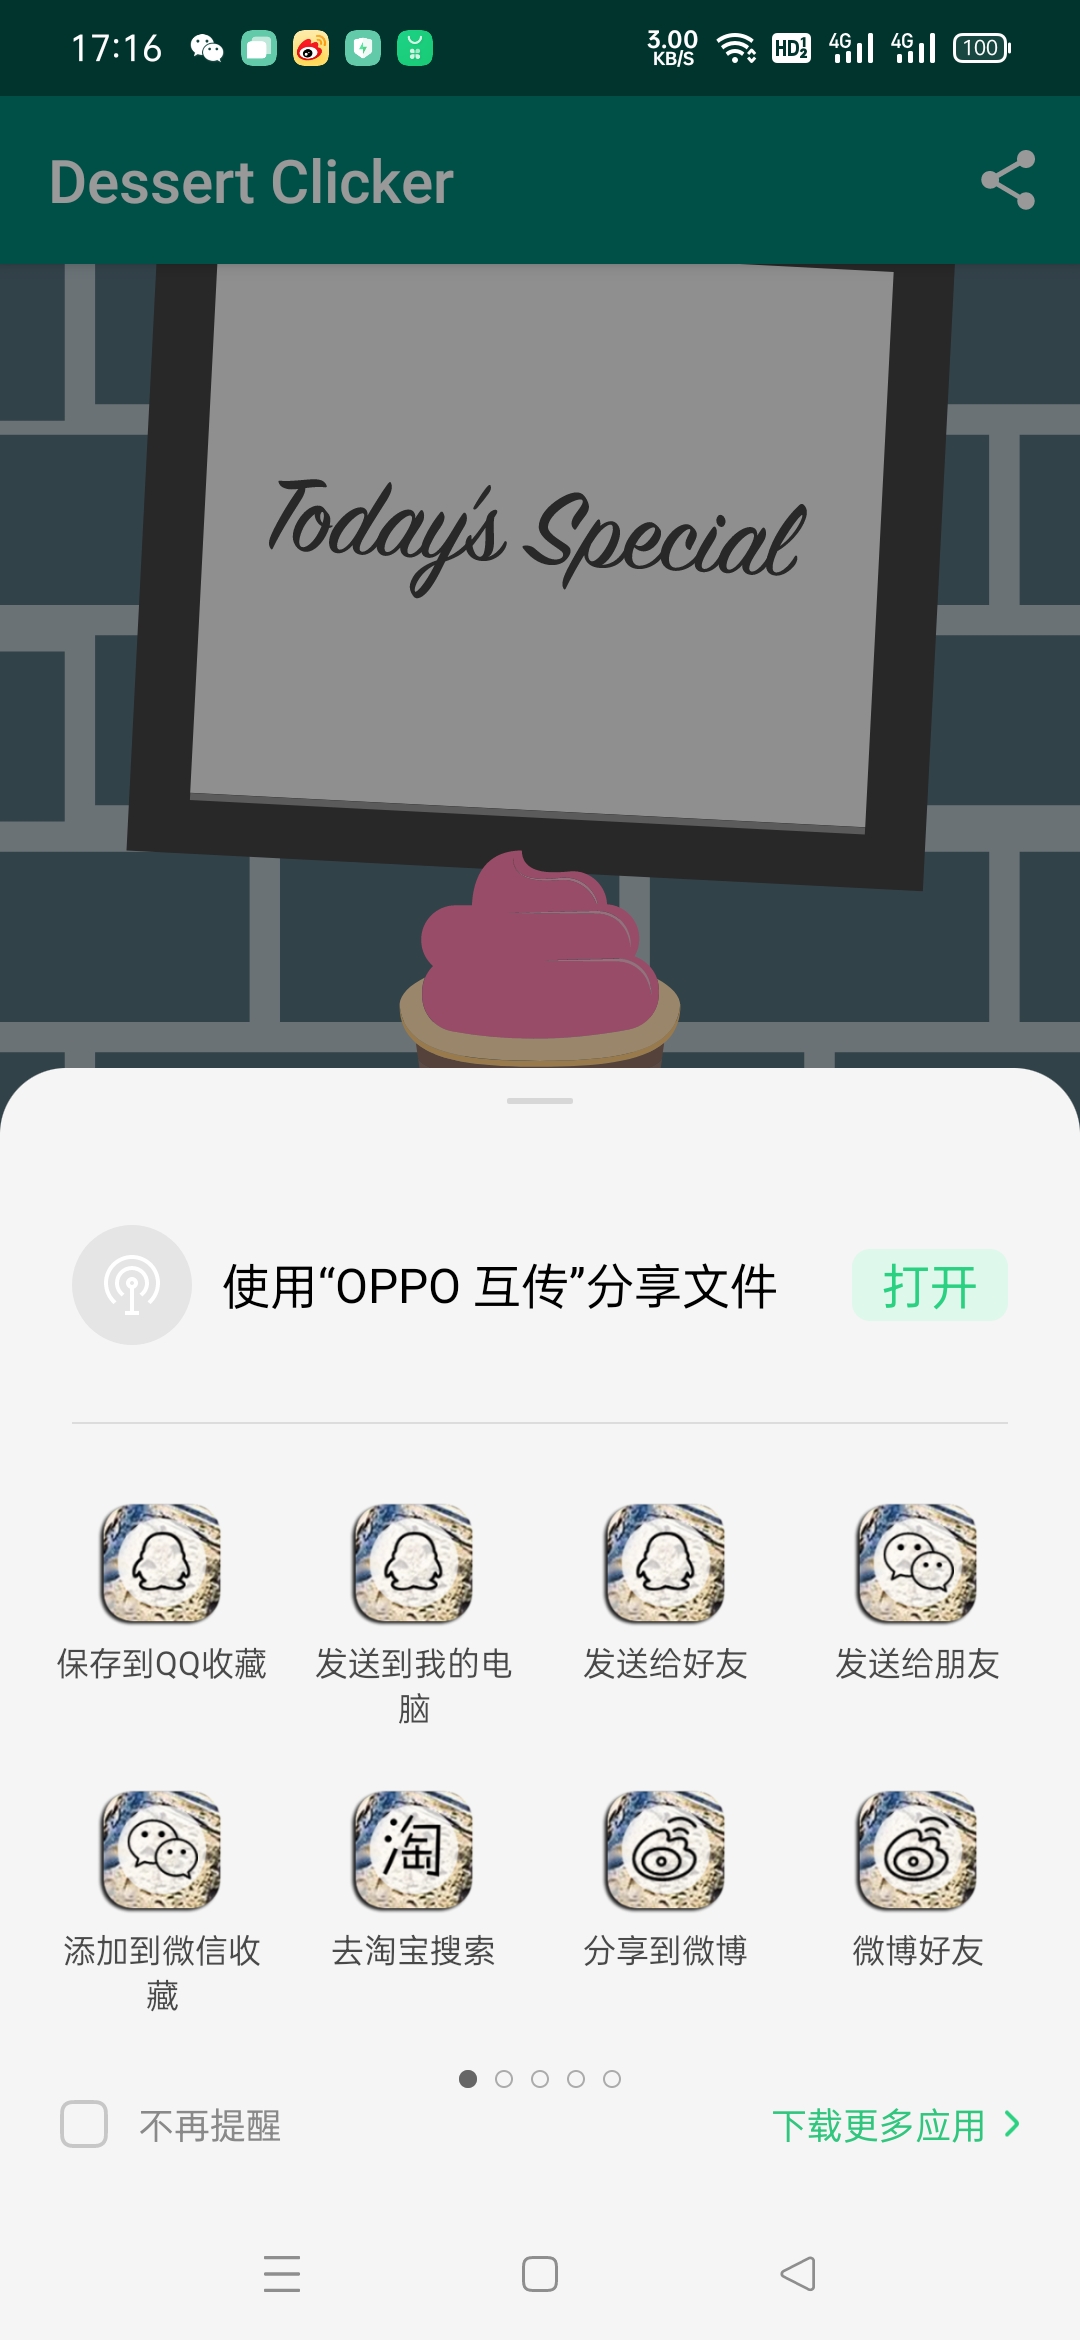 17:16
3.00 KB/S
HD 1 2
4G
4G
100
Dessert Clicker
Today's Special
使用“OPPO 互传”分享文件
打开
保存到QQ收藏
发送到我的电脑
发送给好友
发送给朋友
添加到微信收藏
淘
去淘宝搜索
分享到微博
微博好友
不再提醒
下载更多应用